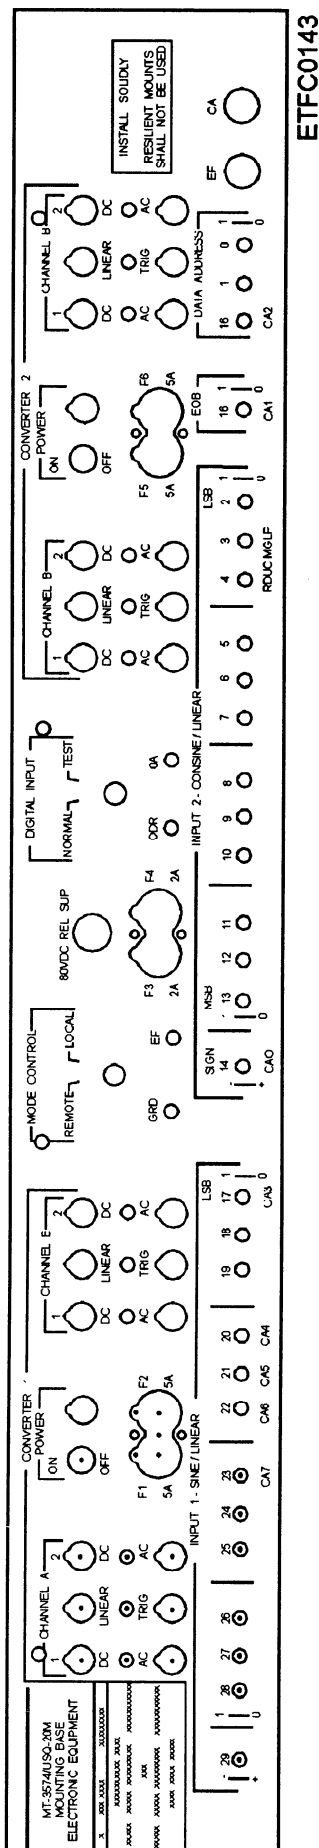 MT-3574/USQ-20M
MOUNTING BASE
ELECTRONIC EQUIPMENT
CONVERTER
CHANNEL A
1
2
DC
LINEAR
DC
AC
TRIG
AC
POWER
ON
OFF
F1
F2
5A
5A
CHANNEL
1
2
DC
LINEAR
DC
AC
TRIG
AC
INPUT 1 - SINE / LINEAR
- 29
+
1
0
28
27
26
25
24
23
22
21
20
19
18
17
1
0
LSB
CA7
CA6
CA5
CA4
CA3
MODE CONTROL
REMOTE
LOCAL
GRD
EF
80VDC REL SUP
F3
F4
2A
2A
DIGITAL INPUT
NORMAL
TEST
ODR
0A
INPUT 2 - CONSINE / LINEAR
SIGN
- 14
+
CA0
MSB
13
0
12
11
10
9
8
7
6
5
4
3
2
1
0
LSB
RDUC MGLF
CONVERTER 2
CHANNEL B
1
2
DC
LINEAR
DC
AC
TRIG
AC
POWER
ON
OFF
F5
F6
5A
5A
EOB
16
1
0
CA1
CHANNEL B
1
2
DC
LINEAR
DC
AC
TRIG
AC
DATA ADDRESS
16
1
0
1
0
CA2
INSTALL SOLIDLY
RESILIENT MOUNTS
SHALL NOT BE USED
EF
CA
ETFC0143